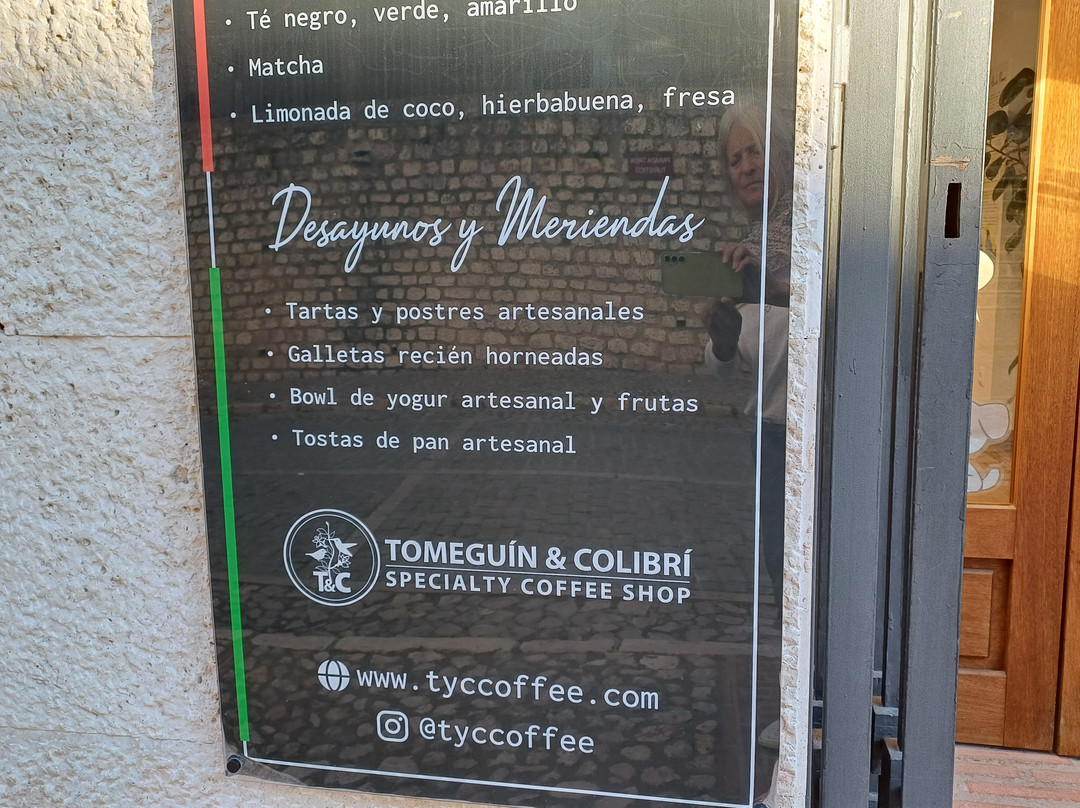 • Té negro, verde, amarillo
• Matcha
• Limonada de coco, hierbabuena, fresa
Desayunos y Meriendas
• Tartas y postres artesanales
• Galletas recién horneadas
• Bowl de yogur artesanal y frutas
• Tostas de pan artesanal
T&C
TOMEGUÍN & COLIBRÍ
SPECIALTY COFFEE SHOP
www.tyccoffee.com
@tyccoffee